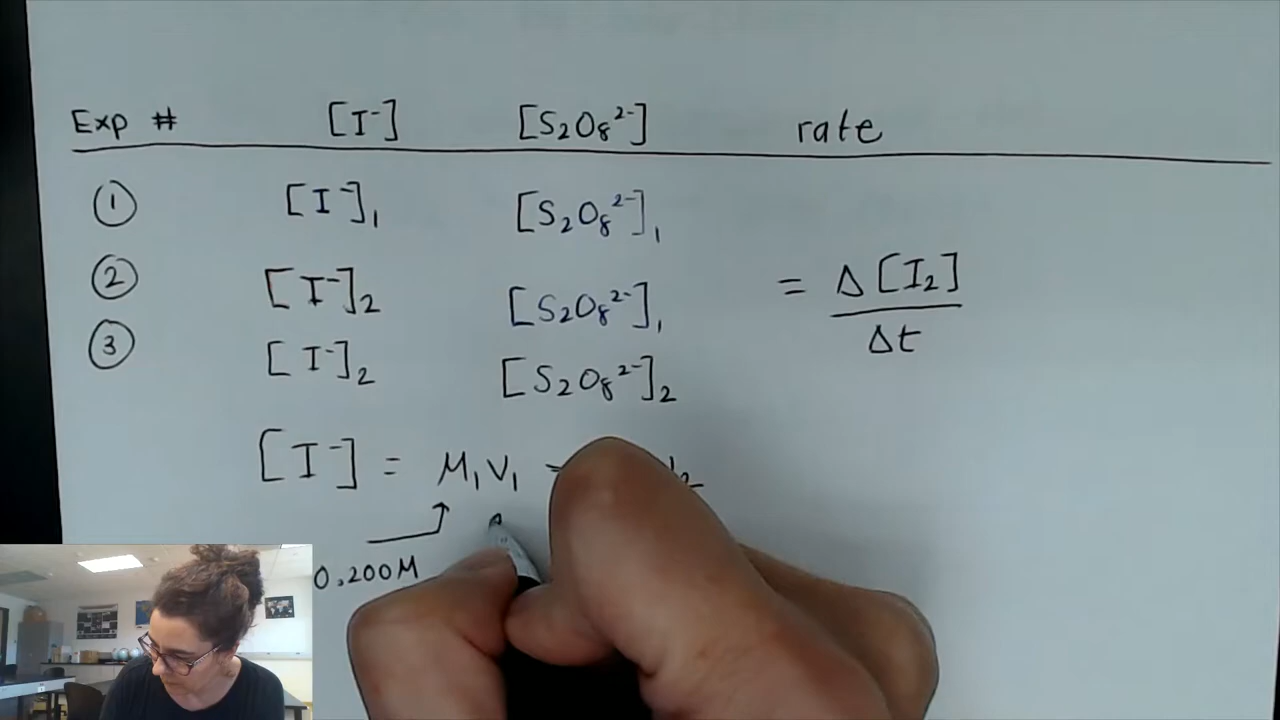 Exp # [I⁻] [S₂O₈²⁻] rate
① [I⁻]₁ [S₂O₈²⁻]₁
② [I⁻]₂ [S₂O₈²⁻]₁ = Δ[I₂]/Δt
③ [I⁻]₂ [S₂O₈²⁻]₂
[I⁻] = M₁V₁
0.200M